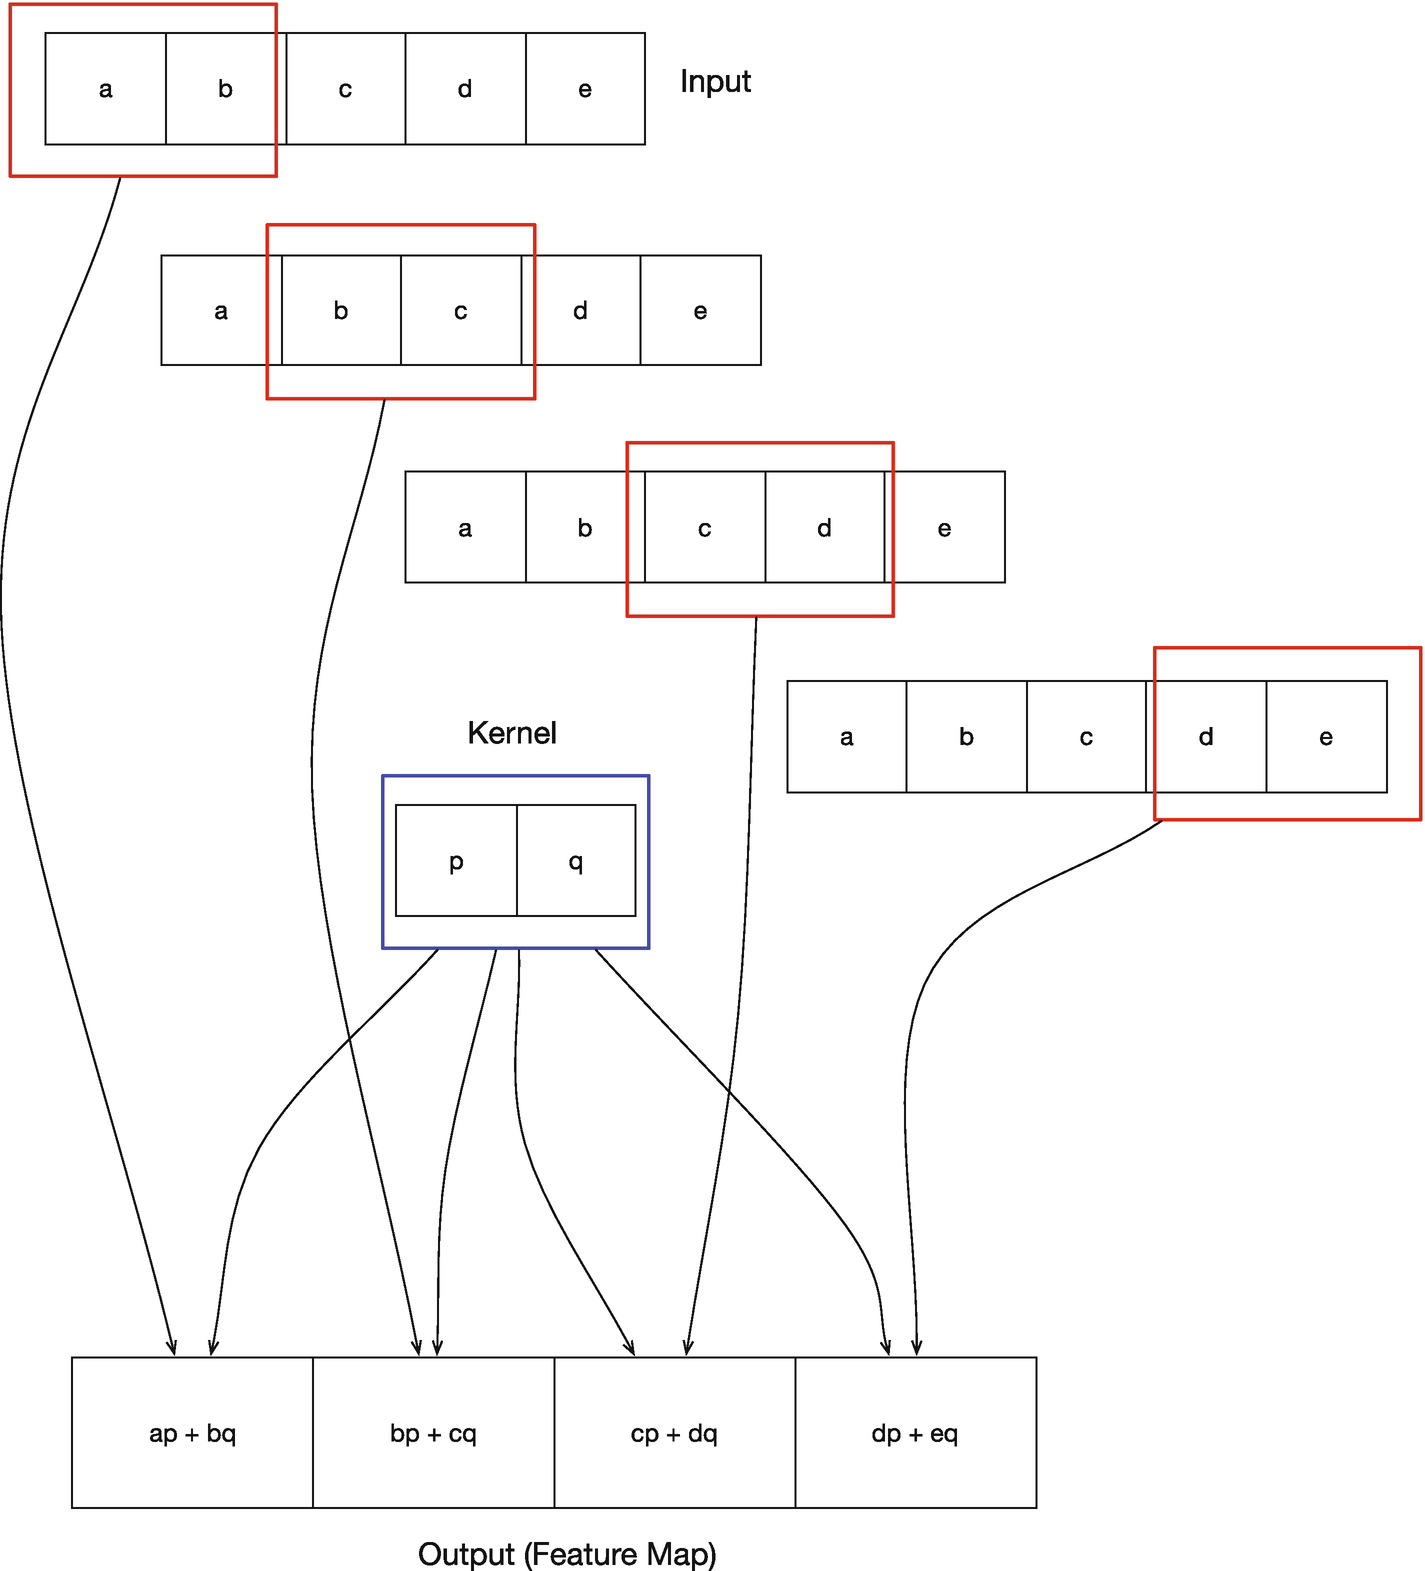 a b c d e Input
a b c d e
a b c d e
a b c d e
Kernel
p q
ap + bq bp + cq cp + dq dp + eq
Output (Feature Map)